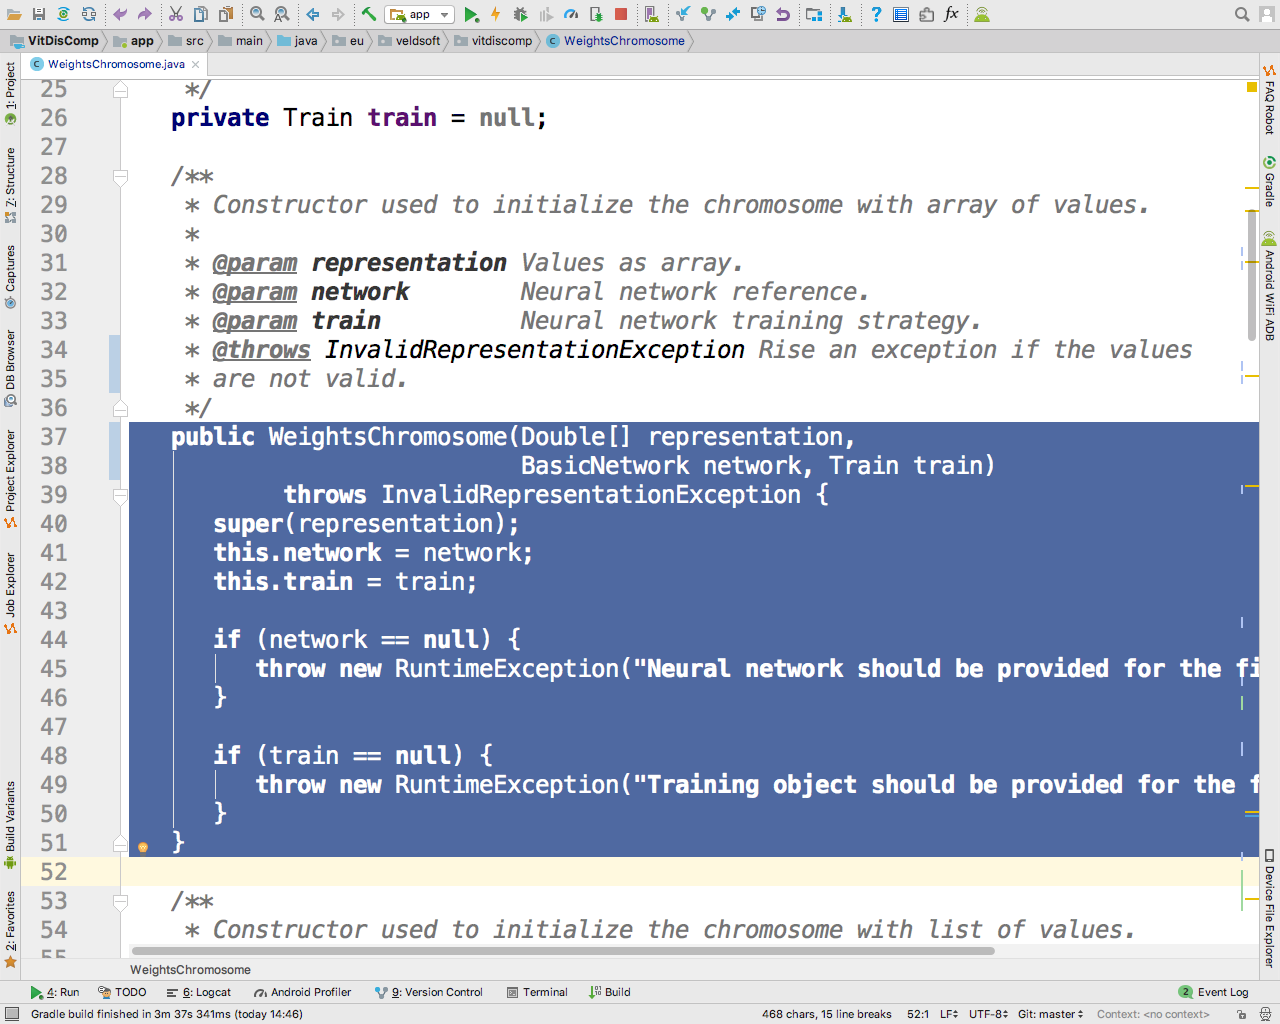 app
VitDisComp app src main java eu veldsoft vitdiscomp WeightsChromosome
WeightsChromosome.java
25 */
26 private Train train = null;
27
28 /**
29 * Constructor used to initialize the chromosome with array of values.
30 *
31 * @param representation Values as array.
32 * @param network Neural network reference.
33 * @param train Neural network training strategy.
34 * @throws InvalidRepresentationException Rise an exception if the values
35 * are not valid.
36 */
37 public WeightsChromosome(Double[] representation,
38 BasicNetwork network, Train train)
39 throws InvalidRepresentationException {
40 super(representation);
41 this.network = network;
42 this.train = train;
43
44 if (network == null) {
45 throw new RuntimeException("Neural network should be provided for the fi
46 }
47
48 if (train == null) {
49 throw new RuntimeException("Training object should be provided for the f
50 }
51 }
52
53 /**
54 * Constructor used to initialize the chromosome with list of values.
55
WeightsChromosome
1: Project
Z: Structure
Captures
DB Browser
Project Explorer
Job Explorer
Build Variants
2: Favorites
FAQ Robot
Gradle
Android WiFi ADB
Device File Explorer
4: Run TODO 6: Logcat Android Profiler 9: Version Control Terminal Build 2 Event Log
Gradle build finished in 3m 37s 341ms (today 14:46) 468 chars, 15 line breaks 52:1 LF UTF-8 Git: master Context: <no context>